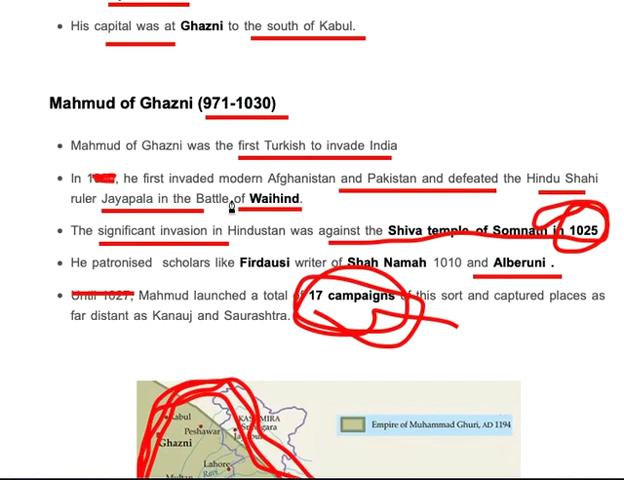 His capital was at Ghazni to the south of Kabul.
Mahmud of Ghazni (971-1030)
Mahmud of Ghazni was the first Turkish to invade India
In 1, he first invaded modern Afghanistan and Pakistan and defeated the Hindu Shahi
ruler Jayapala in the Battle of Waihind.
The significant invasion in Hindustan was against the Shiva temple of Somnath in 1025
He patronised scholars like Firdausi writer of Shah Namah 1010 and Alberuni .
Until 1027, Mahmud launched a total of 17 campaigns of this sort and captured places as
far distant as Kanauj and Saurashtra.
Kabul
KASHMIRA
Srinagara
Peshawar
Ghazni
Empire of Muhammad Ghuri, AD 1194
Lahore
Ravi
Multan